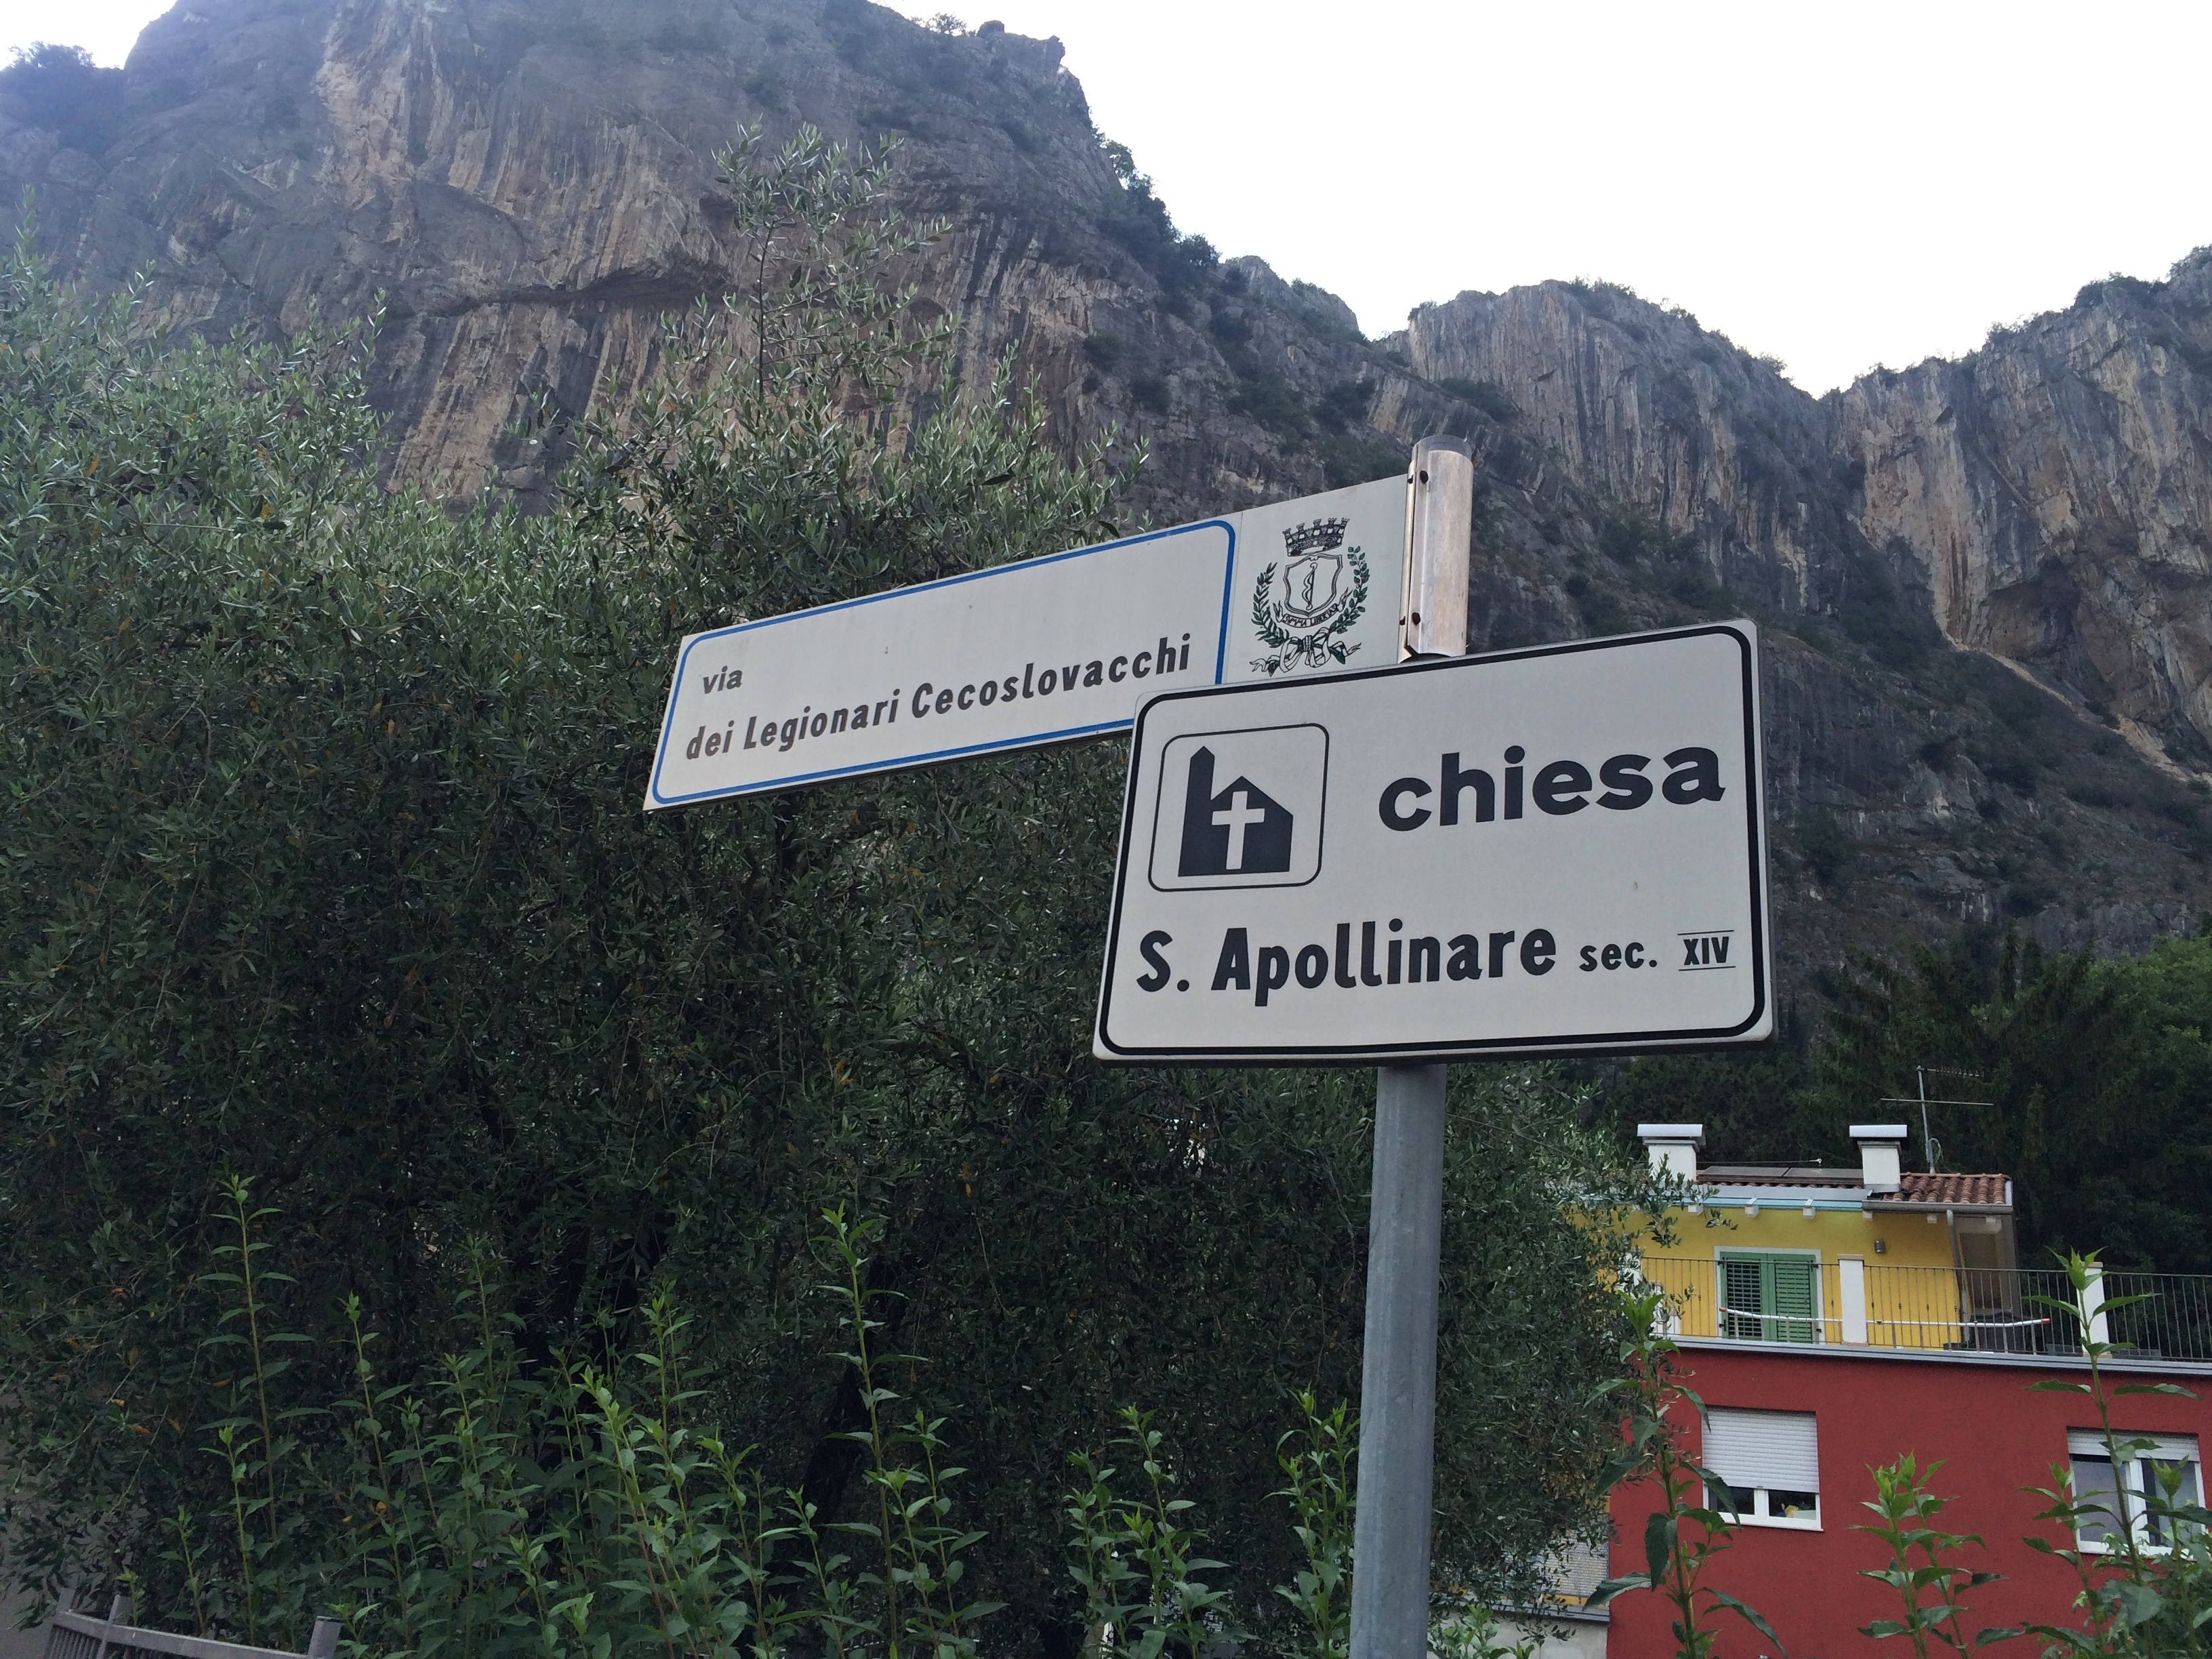 via
dei Legionari Cecoslovacchi
chiesa
S. Apollinare sec. XIV